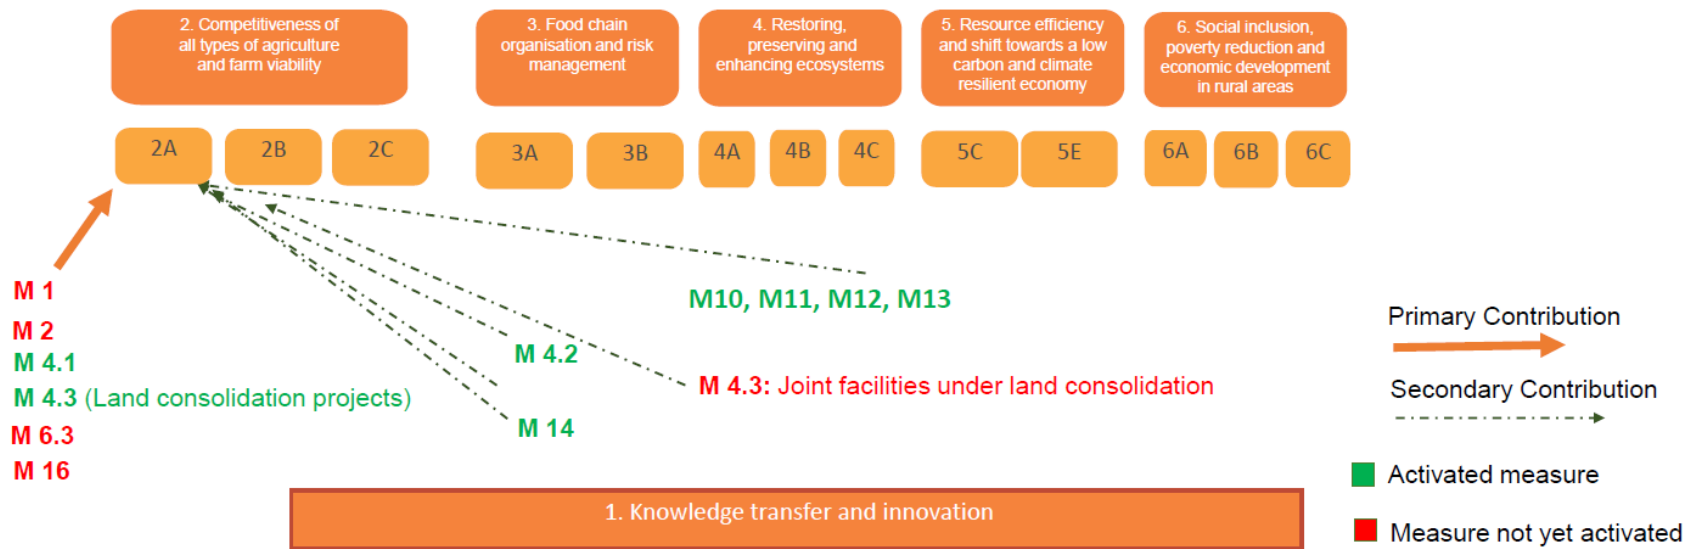 2. Competitiveness of
all types of agriculture
and farm viability
3. Food chain
organisation and risk
management
4. Restoring,
preserving and
enhancing ecosystems
5. Resource efficiency
and shift towards a low
carbon and climate
resilient economy
6. Social inclusion,
poverty reduction and
economic development
in rural areas
2A
2B
2C
3A
3B
4A
4B
4C
5C
5E
6A
6B
6C
M 1
M 2
M 4.1
M 4.3 (Land consolidation projects)
M 6.3
M 16
M10, M11, M12, M13
M 4.2
M 4.3: Joint facilities under land consolidation
M 14
Primary Contribution
Secondary Contribution
Activated measure
Measure not yet activated
1. Knowledge transfer and innovation